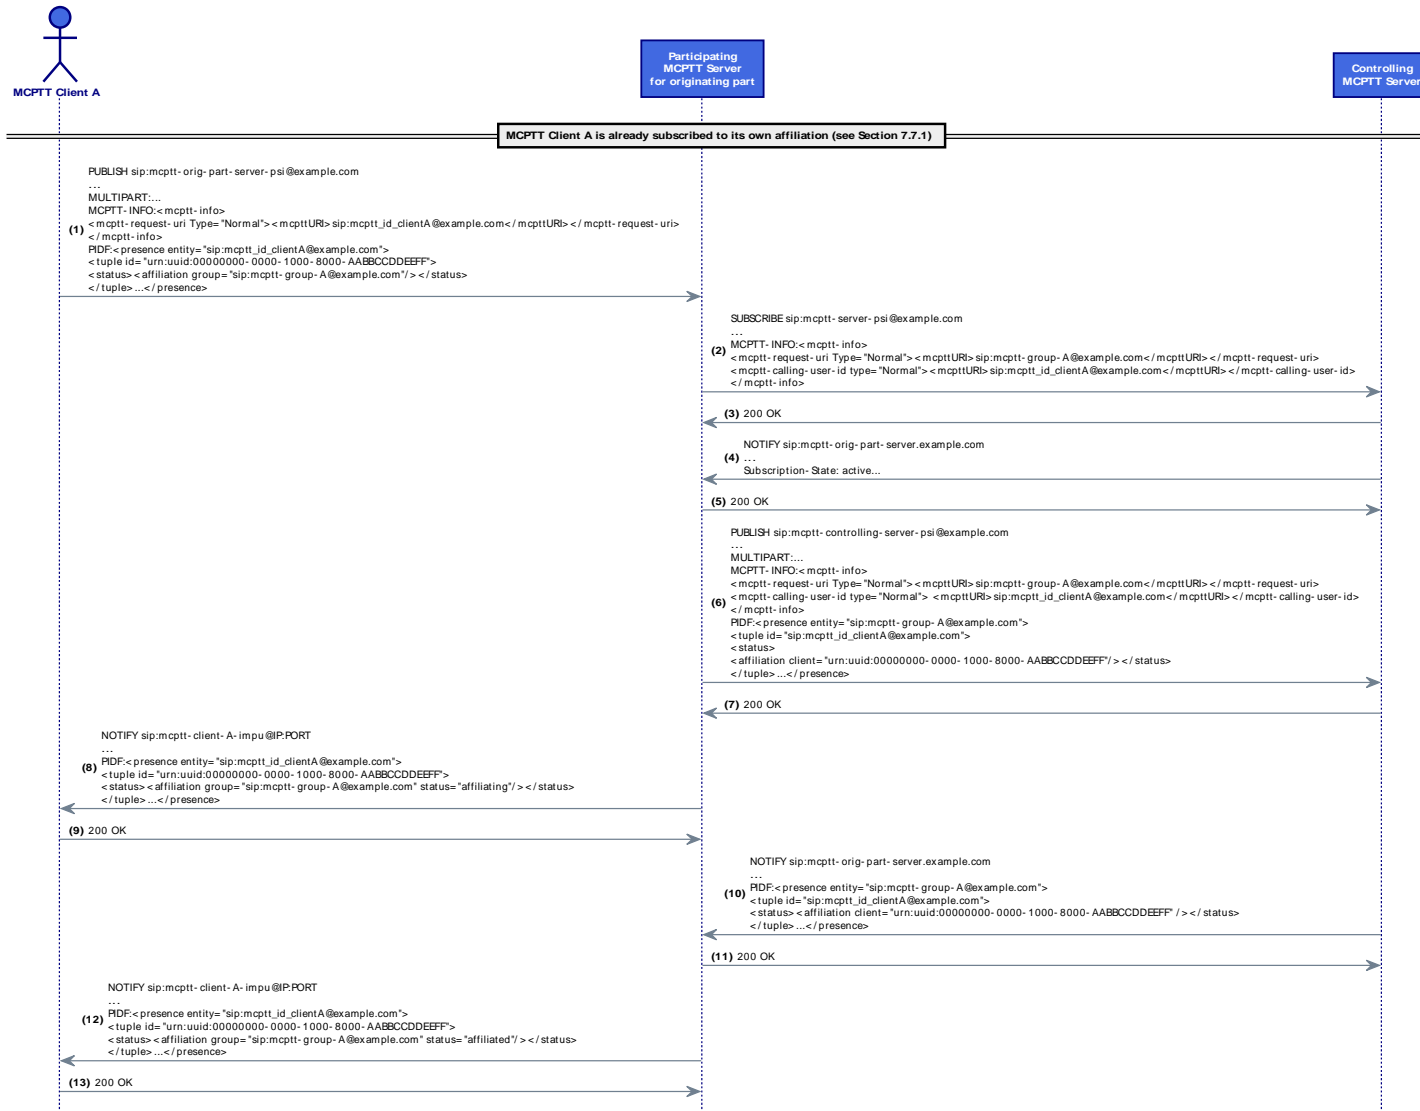 MCPTT Client A
Participating
MCPTT Server
for originating part
Controlling
MCPTT Server
MCPTT Client A is already subscribed to its own affiliation (see Section 7.7.1)
PUBLISH sip:mcptt-orig-part-server-psi@example.com
...
MULTIPART:...
MCPTT-INFO:<mcptt-info>
<mcptt-request-uri Type="Normal"><mcpttURI>sip:mcptt_id_clientA@example.com</mcpttURI></mcptt-request-uri>
(1)
</mcptt-info>
PIDF:<presence entity="sip:mcptt_id_clientA@example.com">
<tuple id="urn:uuid:00000000-0000-1000-8000-AABBCCDDEEFF">
<status><affiliation group="sip:mcptt-group-A@example.com"/></status>
</tuple>...</presence>
SUBSCRIBE sip:mcptt-server-psi@example.com
...
MCPTT-INFO:<mcptt-info>
(2)
<mcptt-request-uri Type="Normal"><mcpttURI>sip:mcptt-group-A@example.com</mcpttURI></mcptt-request-uri>
<mcptt-calling-user-id type="Normal"><mcpttURI>sip:mcptt_id_clientA@example.com</mcpttURI></mcptt-calling-user-id>
</mcptt-info>
(3) 200 OK
NOTIFY sip:mcptt-orig-part-server.example.com
(4) ...
Subscription-State: active...
(5) 200 OK
PUBLISH sip:mcptt-controlling-server-psi@example.com
...
MULTIPART:...
MCPTT-INFO:<mcptt-info>
<mcptt-request-uri Type="Normal"><mcpttURI>sip:mcptt-group-A@example.com</mcpttURI></mcptt-request-uri>
<mcptt-calling-user-id type="Normal"> <mcpttURI>sip:mcptt_id_clientA@example.com</mcpttURI></mcptt-calling-user-id>
(6)
</mcptt-info>
PIDF:<presence entity="sip:mcptt-group-A@example.com">
<tuple id="sip:mcptt_id_clientA@example.com">
<status>
<affiliation client="urn:uuid:00000000-0000-1000-8000-AABBCCDDEEFF"/></status>
</tuple>...</presence>
(7) 200 OK
NOTIFY sip:mcptt-client-A-impu@IP:PORT
...
PIDF:<presence entity="sip:mcptt_id_clientA@example.com">
(8)
<tuple id="urn:uuid:00000000-0000-1000-8000-AABBCCDDEEFF">
<status><affiliation group="sip:mcptt-group-A@example.com" status="affiliating"/></status>
</tuple>...</presence>
(9) 200 OK
NOTIFY sip:mcptt-orig-part-server.example.com
...
PIDF:<presence entity="sip:mcptt-group-A@example.com">
(10)
<tuple id="sip:mcptt_id_clientA@example.com">
<status><affiliation client="urn:uuid:00000000-0000-1000-8000-AABBCCDDEEFF" /></status>
</tuple>...</presence>
(11) 200 OK
NOTIFY sip:mcptt-client-A-impu@IP:PORT
...
PIDF:<presence entity="sip:mcptt_id_clientA@example.com">
(12)
<tuple id="urn:uuid:00000000-0000-1000-8000-AABBCCDDEEFF">
<status><affiliation group="sip:mcptt-group-A@example.com" status="affiliated"/></status>
</tuple>...</presence>
(13) 200 OK